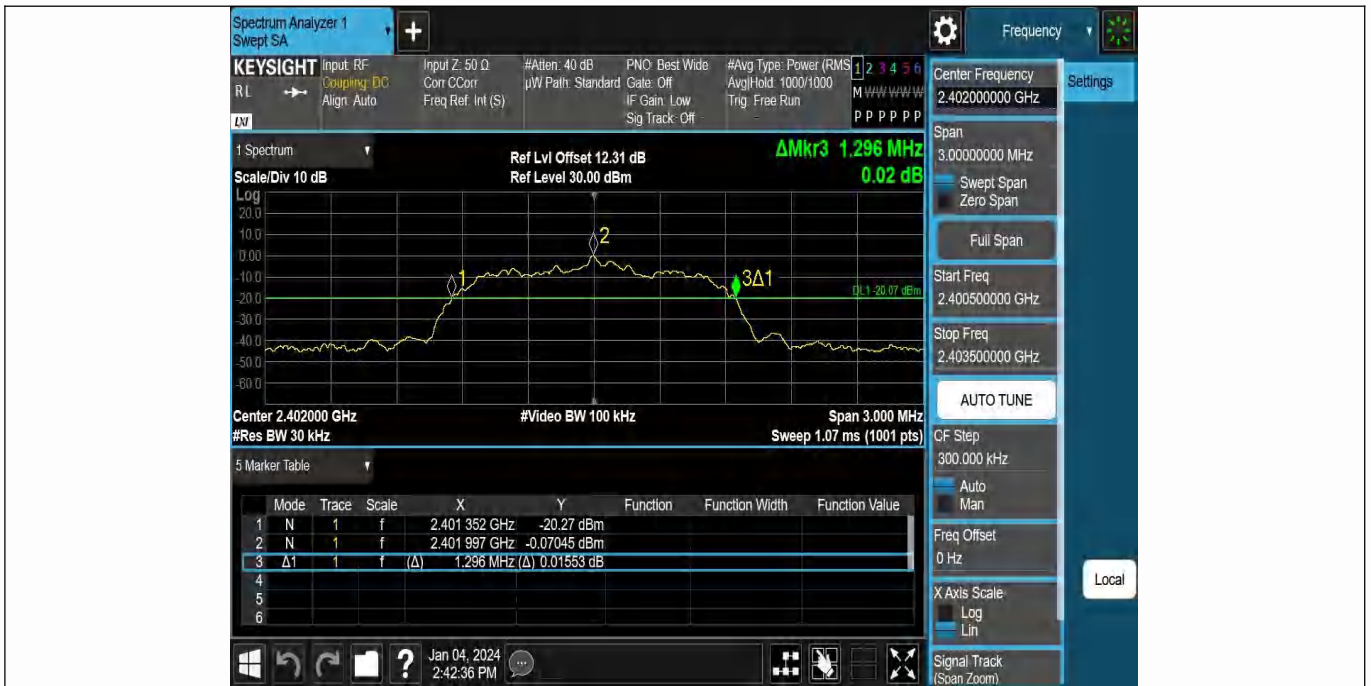 Spectrum Analyzer 1
Swept SA
+
Frequency
KEYSIGHT
RL
LXI
Input: RF
Coupling: DC
Align: Auto
Input Z: 50 Ω
Corr CCorr
Freq Ref: Int (S)
#Atten: 40 dB
µW Path: Standard
PNO: Best Wide
Gate: Off
IF Gain: Low
Sig Track: Off
#Avg Type: Power (RMS
Avg|Hold: 1000/1000
Trig: Free Run
1 2 3 4 5 6
M W W W W W
P P P P P P
1 Spectrum
Scale/Div 10 dB
Ref Lvl Offset 12.31 dB
Ref Level 30.00 dBm
ΔMkr3 1.296 MHz
0.02 dB
Log
20.0
10.0
0.00
-10.0
-20.0
-30.0
-40.0
-50.0
-60.0
1
2
3Δ1
DL1 -20.07 dBm
Center 2.402000 GHz
#Video BW 100 kHz
Span 3.000 MHz
#Res BW 30 kHz
Sweep 1.07 ms (1001 pts)
5 Marker Table
Mode Trace Scale X Y Function Function Width Function Value
1 N 1 f 2.401 352 GHz -20.27 dBm
2 N 1 f 2.401 997 GHz -0.07045 dBm
3 Δ1 1 f (Δ) 1.296 MHz (Δ) 0.01553 dB
4
5
6
?
Jan 04, 2024
2:42:36 PM
Center Frequency
2.402000000 GHz
Span
3.00000000 MHz
Swept Span
Zero Span
Full Span
Start Freq
2.400500000 GHz
Stop Freq
2.403500000 GHz
AUTO TUNE
CF Step
300.000 kHz
Auto
Man
Freq Offset
0 Hz
X Axis Scale
Log
Lin
Signal Track
(Span Zoom)
Settings
Local